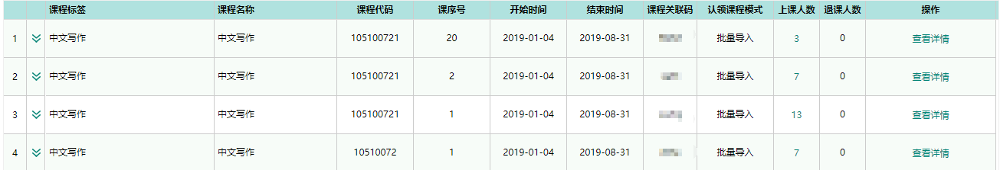 课程标签 课程名称 课程代码 课序号 开始时间 结束时间 课程关联码 认领课程模式 上课人数 退课人数 操作
1 中文写作 中文写作 105100721 20 2019-01-04 2019-08-31 批量导入 3 0 查看详情
2 中文写作 中文写作 105100721 2 2019-01-04 2019-08-31 批量导入 7 0 查看详情
3 中文写作 中文写作 105100721 1 2019-01-04 2019-08-31 批量导入 13 0 查看详情
4 中文写作 中文写作 10510072 1 2019-01-04 2019-08-31 批量导入 7 0 查看详情